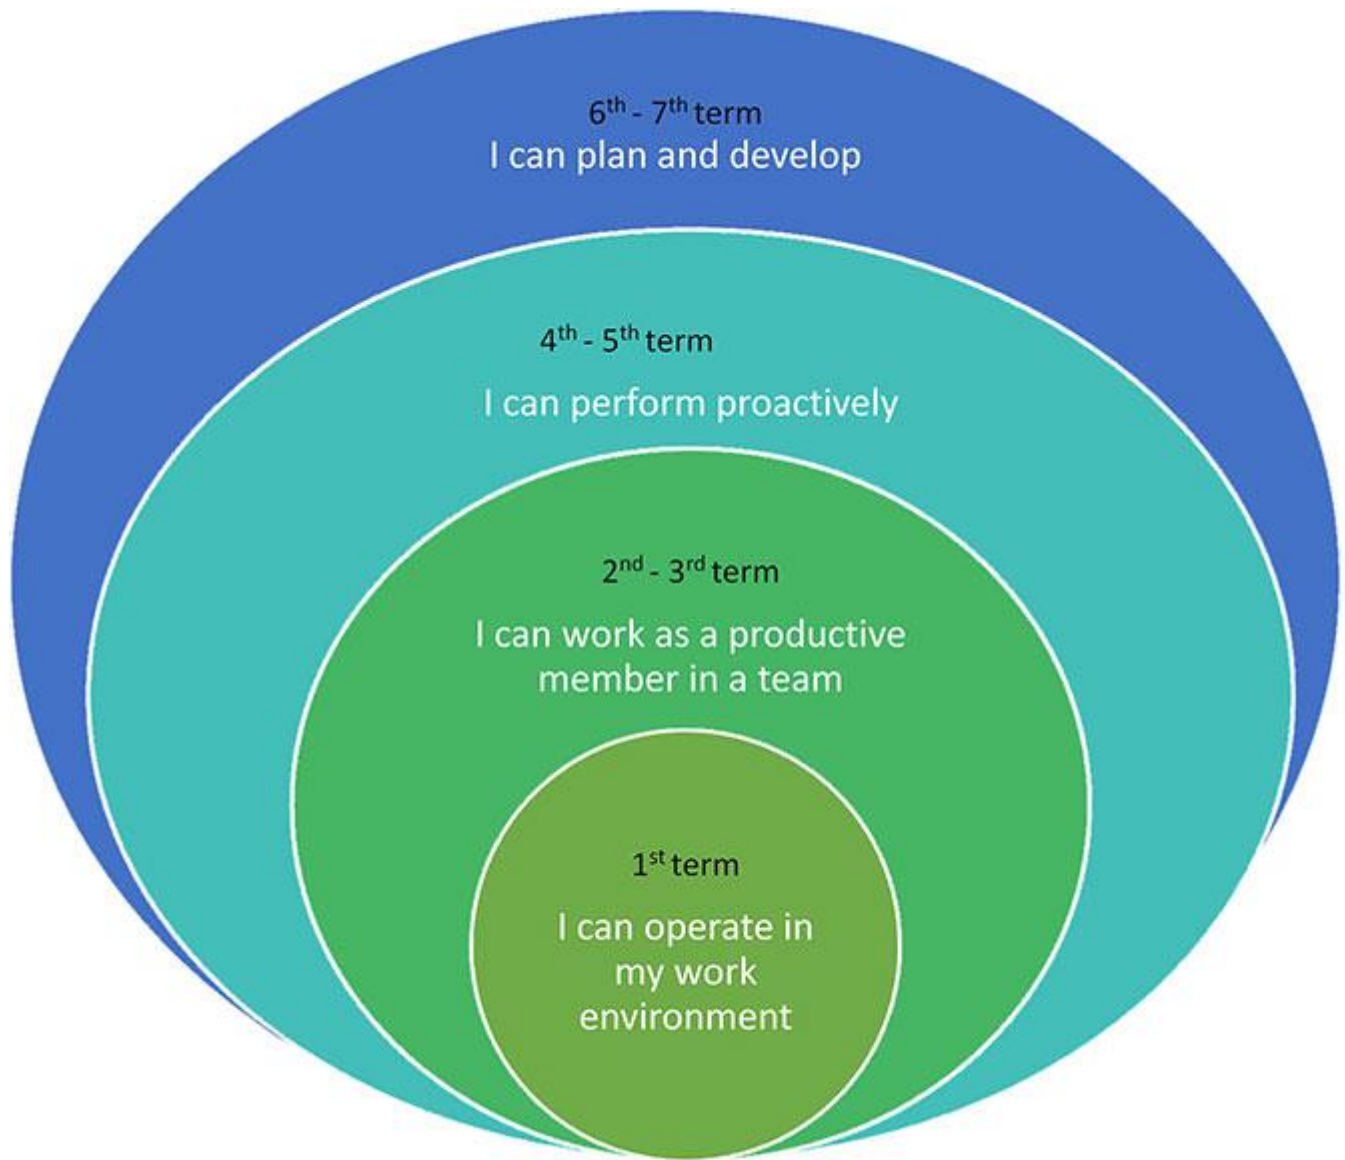 6th - 7th term
I can plan and develop
4th - 5th term
I can perform proactively
2nd - 3rd term
I can work as a productive
member in a team
1st term
I can operate in
my work
environment